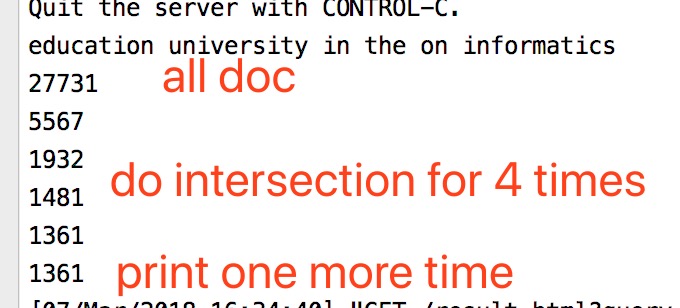 Quit the server with CONTROL-C.
education university in the on informatics
27731 all doc
5567
1932
do intersection for 4 times
1481
1361
1361 print one more time
[07/Mar/2018 16:34:40] "GET /result.html?query